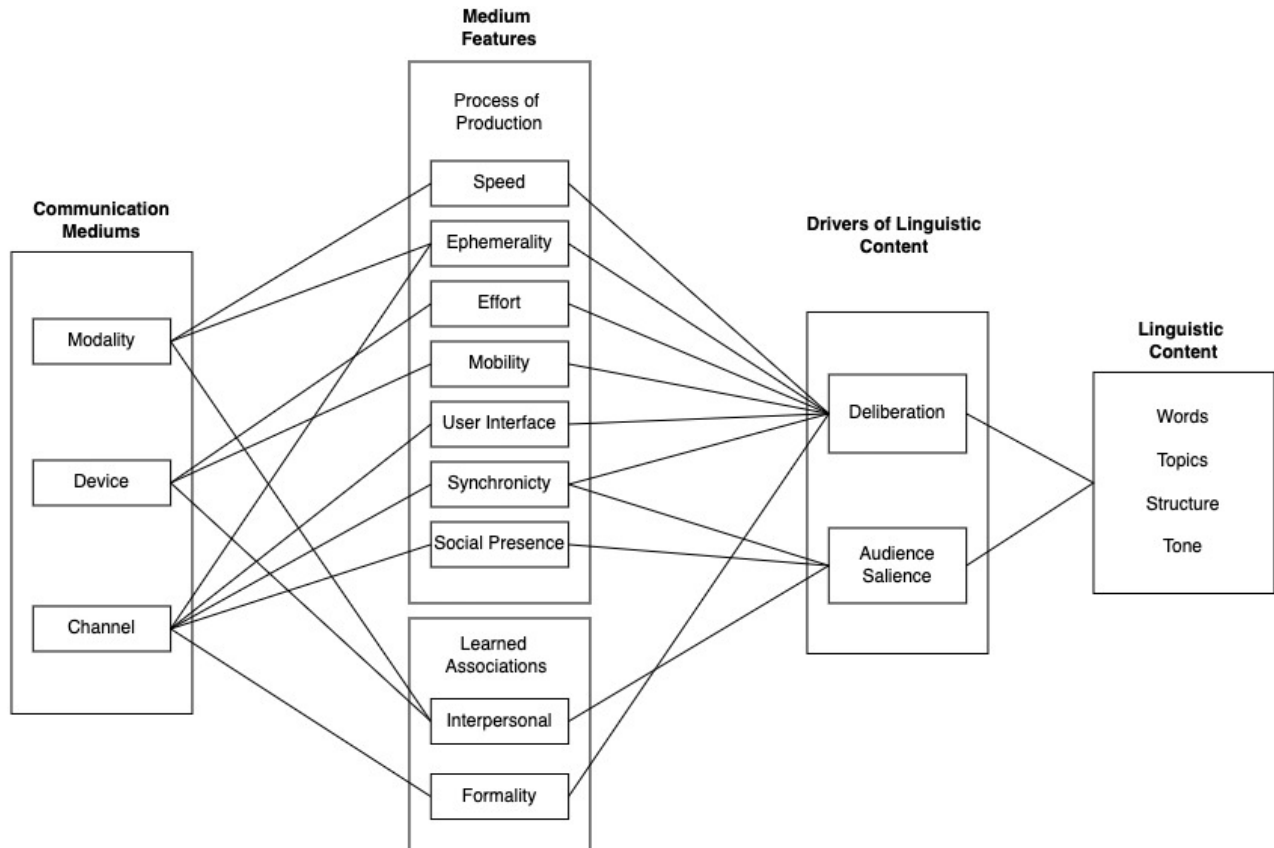 Medium
Features
Process of
Production
Speed
Communication
Mediums
Ephemerality
Drivers of Linguistic
Content
Effort
Modality
Linguistic
Content
Mobility
User Interface
Deliberation
Words
Topics
Device
Synchronicty
Structure
Social Presence
Audience
Salience
Tone
Channel
Learned
Associations
Interpersonal
Formality